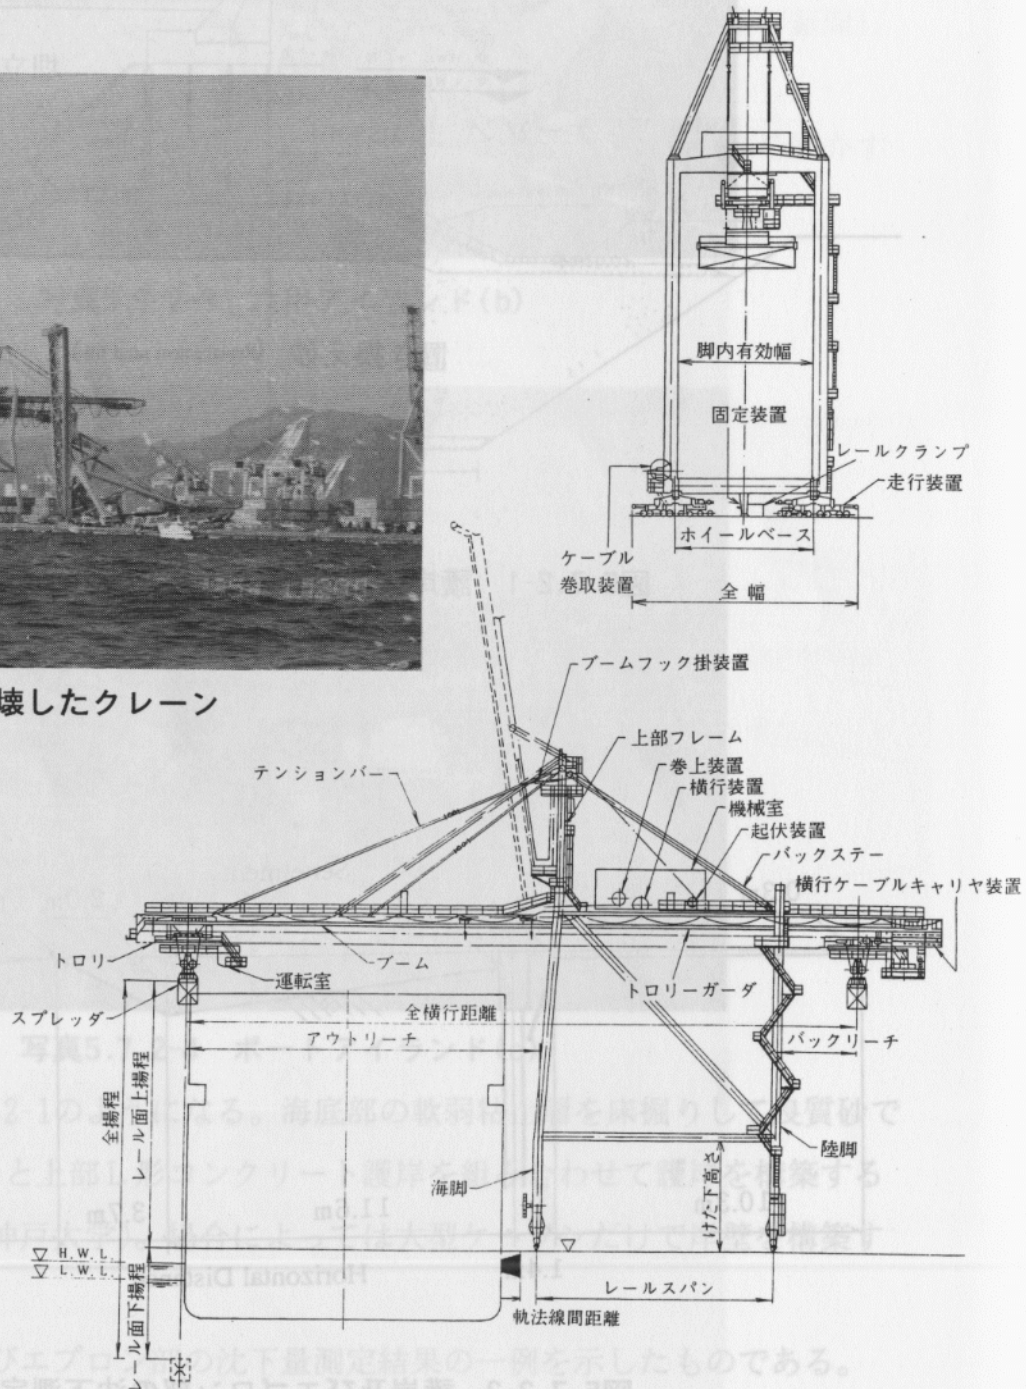 脚内有効幅
固定装置
レールクランプ
走行装置
ホイールベース
ケーブル
巻取装置
全幅
壊したクレーン
ブームフック掛装置
上部フレーム
巻上装置
テンションバー
横行装置
機械室
起伏装置
バックステー
横行ケーブルキャリヤ装置
トロリ
運転室
ブーム
トロリーガーダ
スプレッダ
全横行距離
アウトリーチ
バックリーチ
全揚程
レール面上揚程
海脚
けた下高さ
陸脚
H.W.L.
L.W.L.
レール面下揚程
レールスパン
軌法線間距離